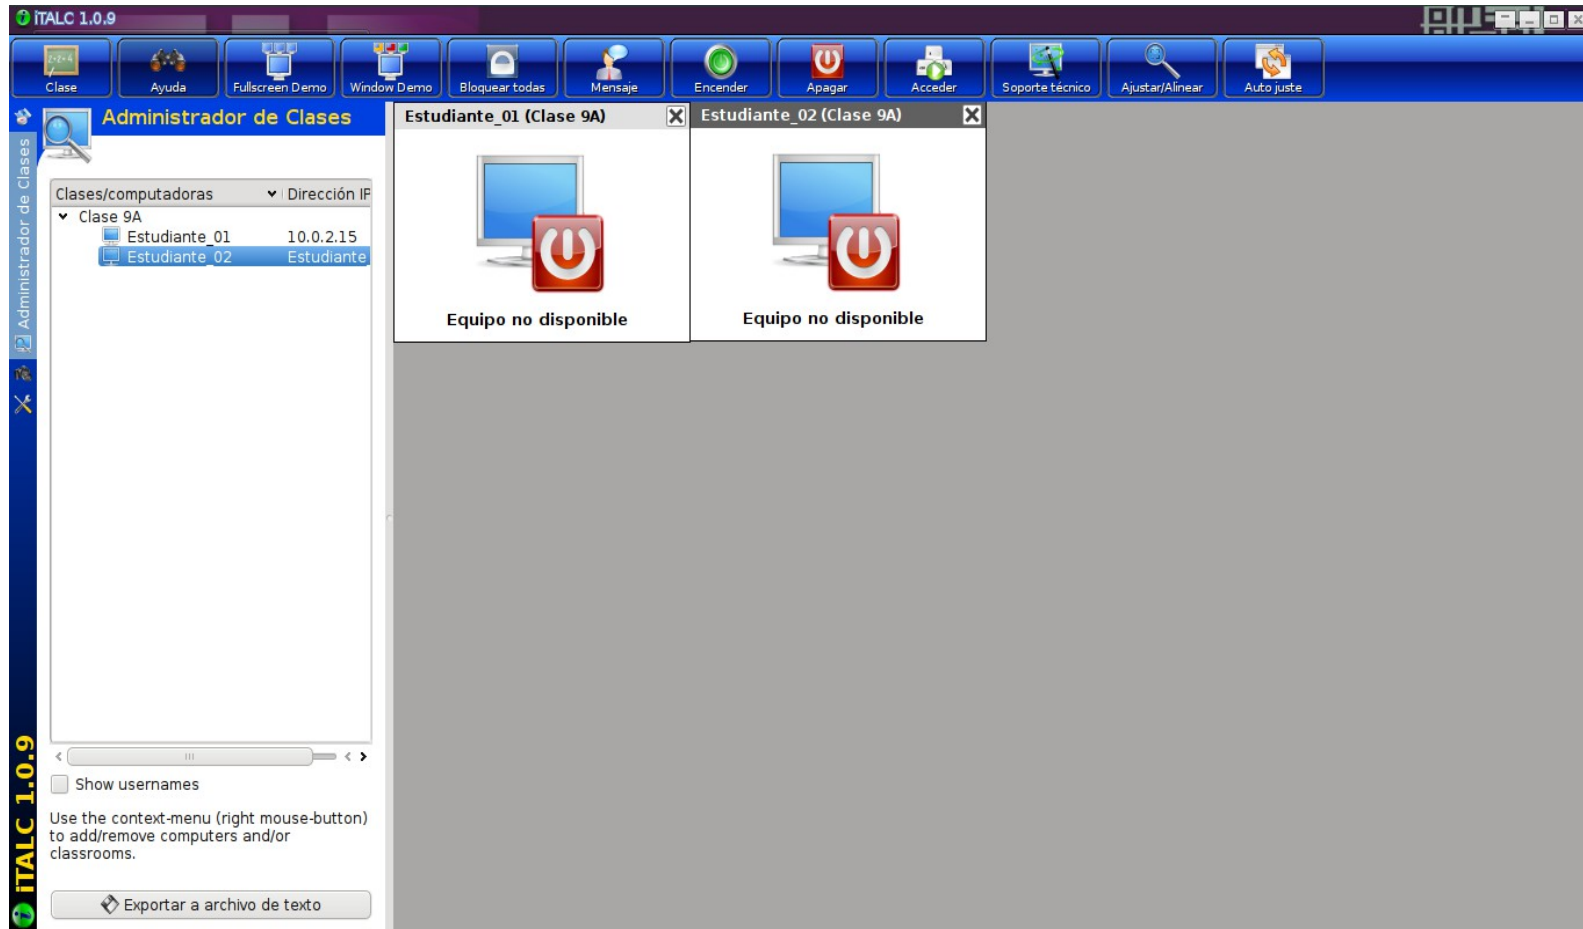 iTALC 1.0.9
Clase
Ayuda
Fullscreen Demo
Window Demo
Bloquear todas
Mensaje
Encender
Apagar
Acceder
Soporte técnico
Ajustar/Alinear
Auto juste
Administrador de Clases
Administrador de Clases
Clases/computadoras
Dirección IP
Clase 9A
Estudiante_01 10.0.2.15
Estudiante_02 Estudiante_
Show usernames
Use the context-menu (right mouse-button)
to add/remove computers and/or
classrooms.
Exportar a archivo de texto
iTALC 1.0.9
Estudiante_01 (Clase 9A)
Equipo no disponible
Estudiante_02 (Clase 9A)
Equipo no disponible